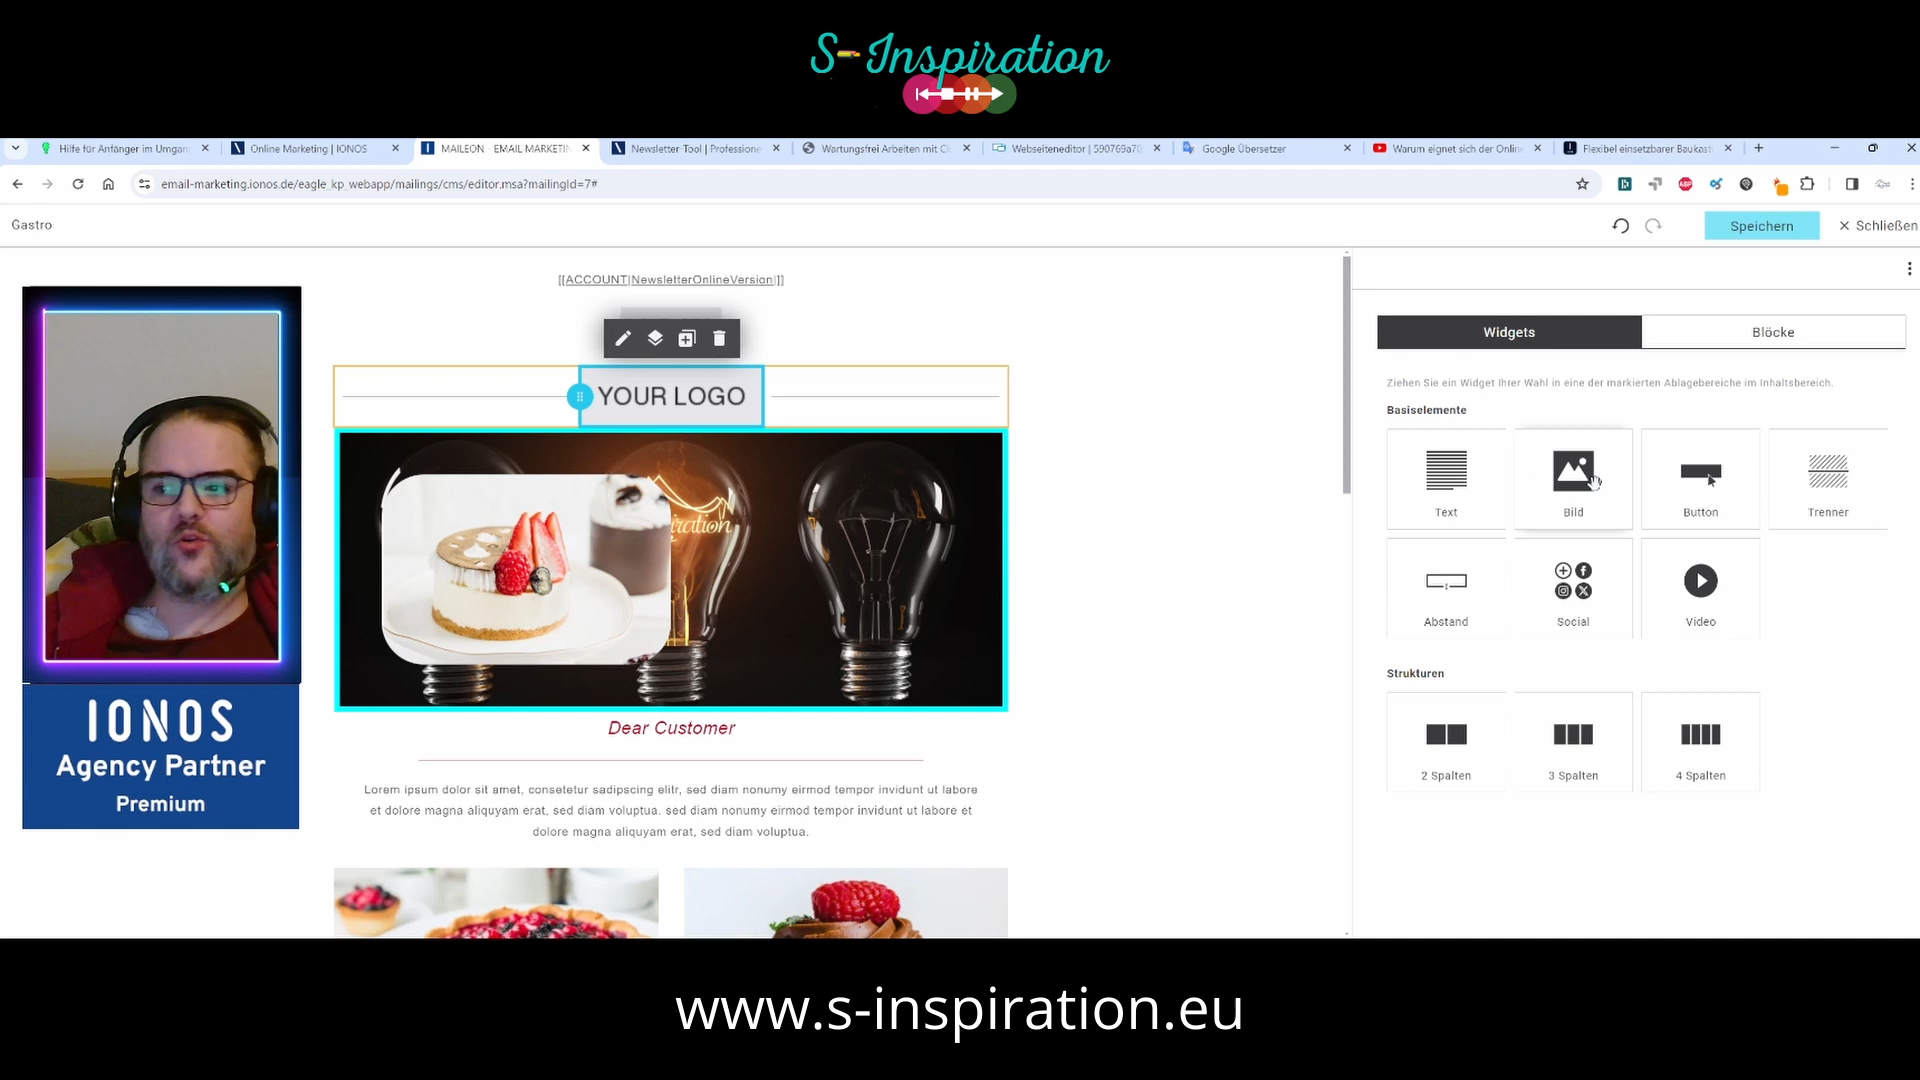 S-Inspiration
Hilfe für Anfänger im Umgan
Online Marketing | IONOS
MAILEON - EMAIL MARKETIN
Newsletter-Tool | Professione
Wartungsfrei Arbeiten mit C
Webseiteneditor | 590769a70
Google Übersetzer
Warum eignet sich der Onlin
Flexibel einsetzbarer Baukast
email-marketing.ionos.de/eagle_kp_webapp/mailings/cms/editor.msa?mailingId=7#
ABP
Gastro
Speichern
Schließen
[[ACCOUNT|NewsletterOnlineVersion|]]
Widgets
Blöcke
Ziehen Sie ein Widget Ihrer Wahl in eine der markierten Ablagebereiche im Inhaltsbereich.
YOUR LOGO
Basiselemente
Text
Bild
Button
Trenner
iration
Abstand
Social
Video
Strukturen
2 Spalten
3 Spalten
4 Spalten
IONOS
Agency Partner
Premium
Dear Customer
Lorem ipsum dolor sit amet, consetetur sadipscing elitr, sed diam nonumy eirmod tempor invidunt ut labore
et dolore magna aliquyam erat, sed diam voluptua. sed diam nonumy eirmod tempor invidunt ut labore et
dolore magna aliquyam erat, sed diam voluptua.
www.s-inspiration.eu